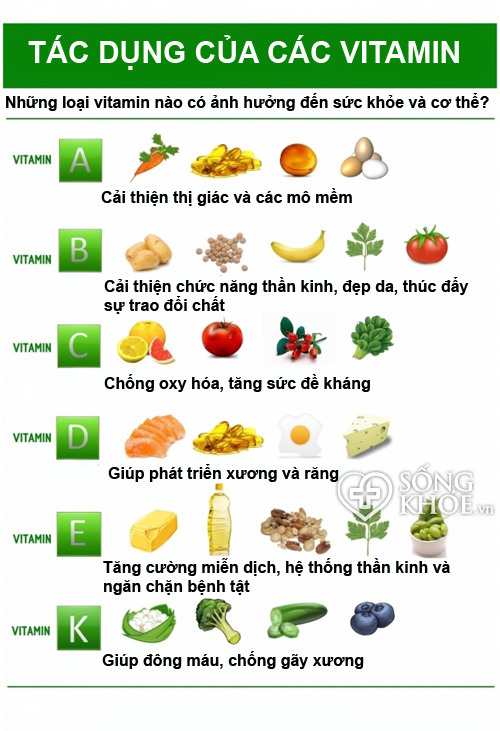 TÁC DỤNG CỦA CÁC VITAMIN
Những loại vitamin nào có ảnh hưởng đến sức khỏe và cơ thể?
VITAMIN A
Cải thiện thị giác và các mô mềm
VITAMIN B
Cải thiện chức năng thần kinh, đẹp da, thúc đẩy
sự trao đổi chất
VITAMIN C
Chống oxy hóa, tăng sức đề kháng
VITAMIN D
Giúp phát triển xương và răng
SỐNG
KHOE.vn
VITAMIN E
Tăng cường miễn dịch, hệ thống thần kinh và
ngăn chặn bệnh tật
VITAMIN K
Giúp đông máu, chống gãy xương